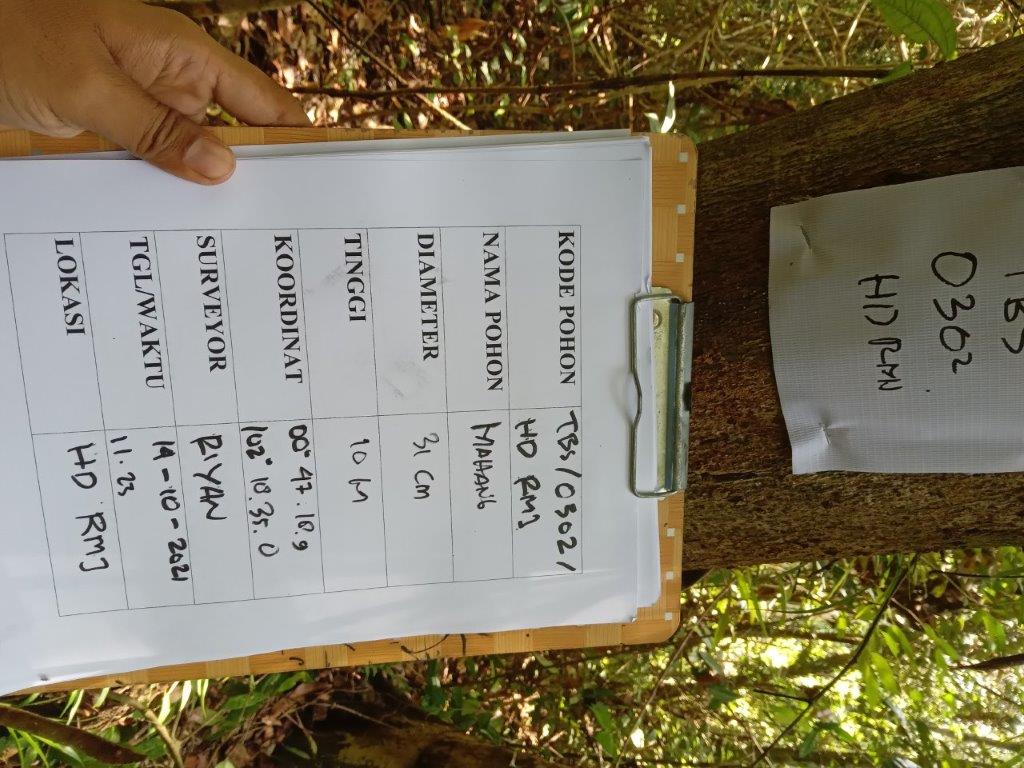 TBS
0302
HD RMN
KODE POHON TBS/0302/
HD RMJ
NAMA POHON MAHANG
DIAMETER 31 Cm
TINGGI 10 M
KOORDINAT 00° 47.18.9
102° 18.35.0
SURVEYOR RIYAN
TGL/WAKTU 14-10-2021
11.23
LOKASI HD RMJ